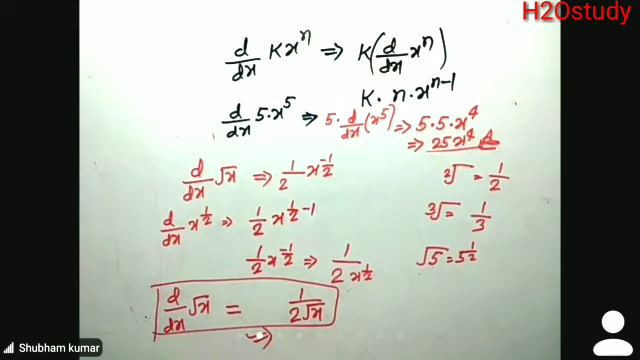 H2Ostudy
d/dx Kx^n ⇒ K(d/dx x^n)
K · n · x^(n-1)
d/dx 5·x^5 ⇒ 5·d/dx(x^5) ⇒ 5·5·x^4
⇒ 25x^4
d/dx √x ⇒ 1/2 x^(-1/2)
²√ = 1/2
d/dx x^(1/2) ⇒ 1/2 x^(1/2 -1)
³√ = 1/3
1/2 x^(-1/2) ⇒ 1/(2 x^(1/2))
√5 = 5^(1/2)
d/dx √x = 1/(2√x)
Shubham kumar